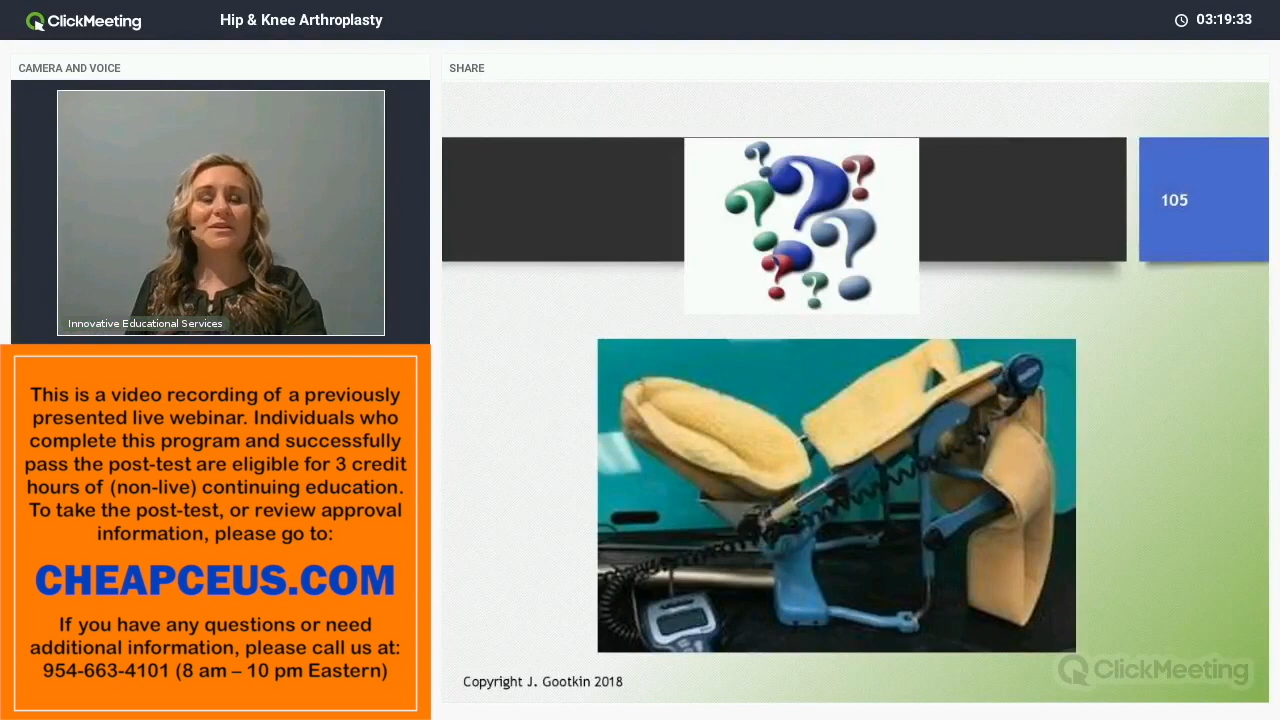 ClickMeeting
Hip & Knee Arthroplasty
03:19:33
CAMERA AND VOICE
SHARE
Innovative Educational Services
This is a video recording of a previously
presented live webinar. Individuals who
complete this program and successfully
pass the post-test are eligible for 3 credit
hours of (non-live) continuing education.
To take the post-test, or review approval
information, please go to:
CHEAPCEUS.COM
If you have any questions or need
additional information, please call us at:
954-663-4101 (8 am – 10 pm Eastern)
? ? ? ? ? ?
105
Copyright J. Gootkin 2018
ClickMeeting